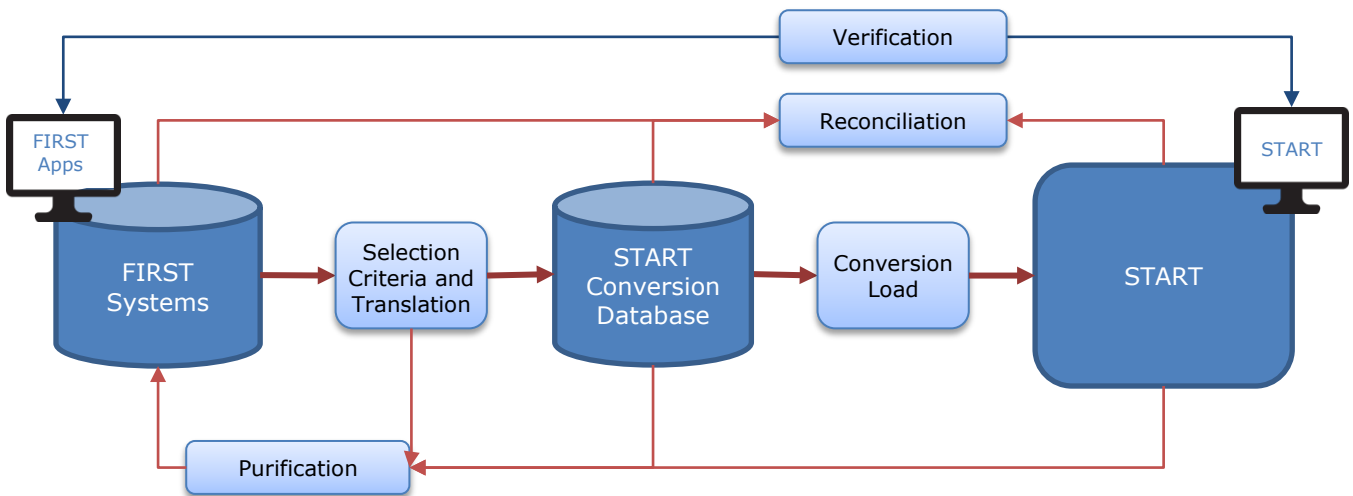 Verification
Reconciliation
FIRST
Apps
START
FIRST
Systems
Selection
Criteria and
Translation
START
Conversion
Database
Conversion
Load
START
Purification